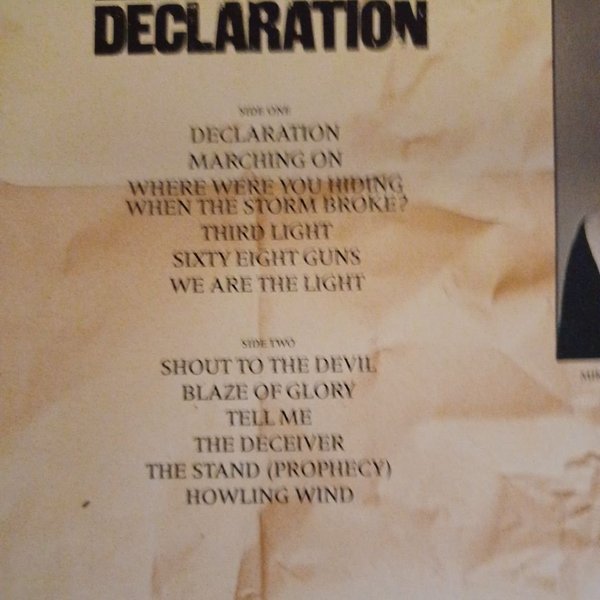 DECLARATION
SIDE ONE
DECLARATION
MARCHING ON
WHERE WERE YOU HIDING
WHEN THE STORM BROKE?
THIRD LIGHT
SIXTY EIGHT GUNS
WE ARE THE LIGHT
SIDE TWO
SHOUT TO THE DEVIL
BLAZE OF GLORY
TELL ME
THE DECEIVER
THE STAND (PROPHECY)
HOWLING WIND